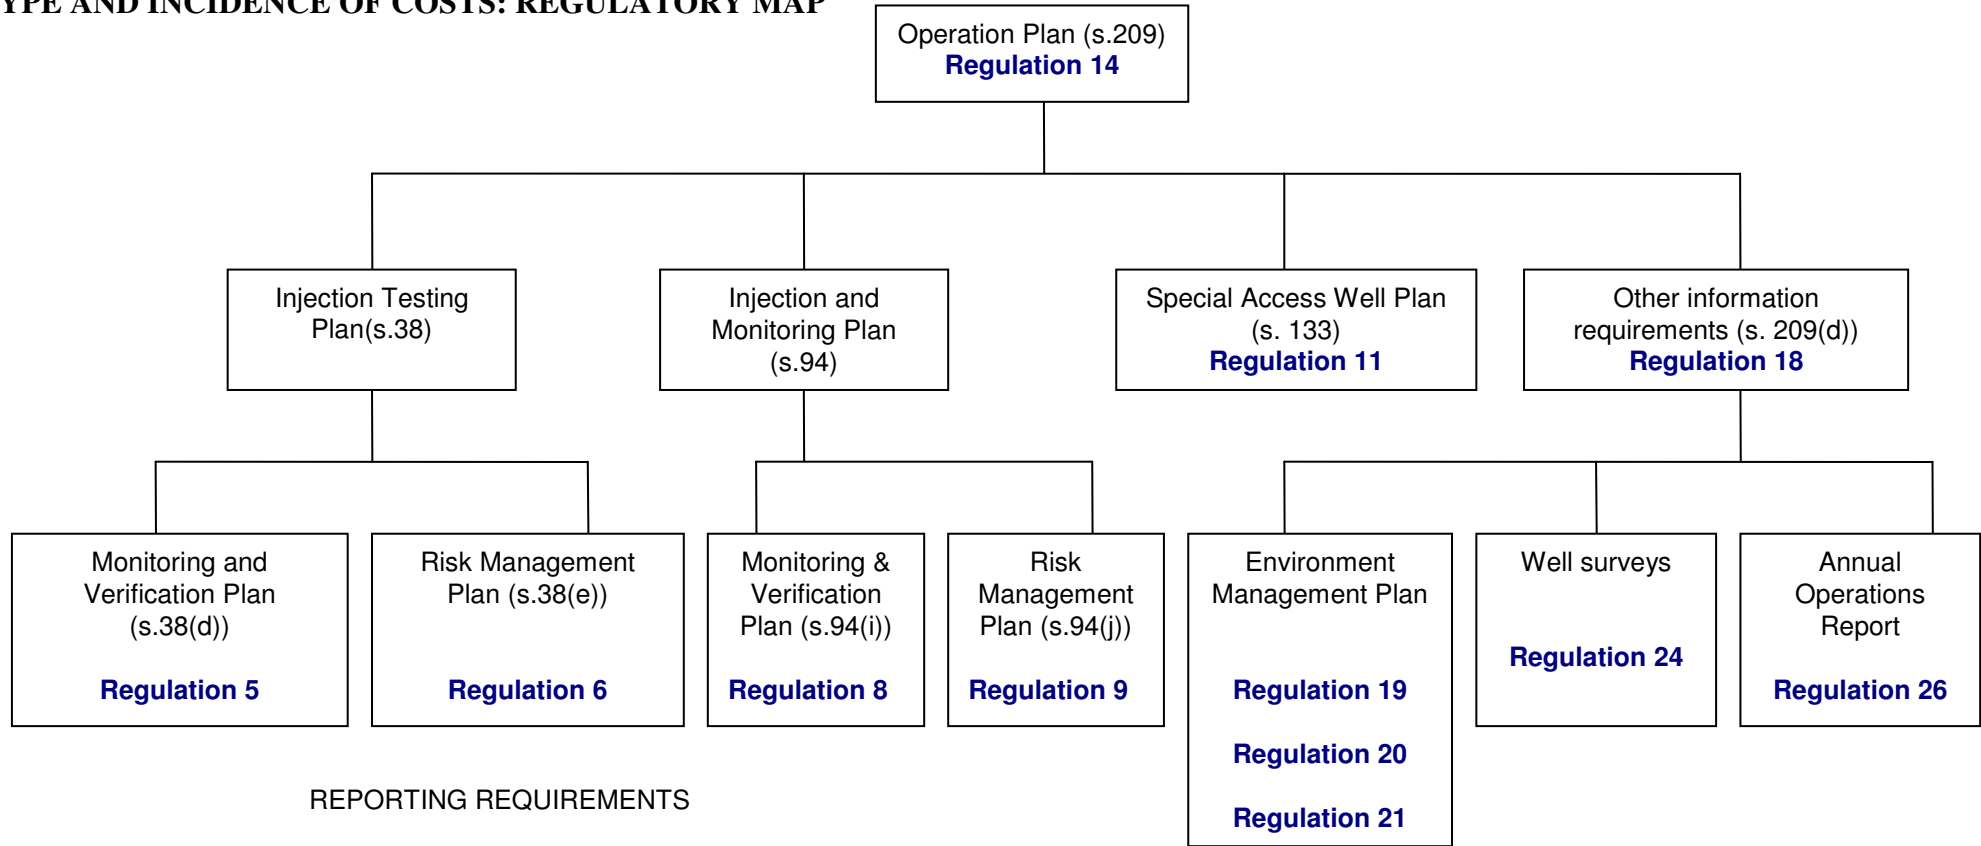 YPE AND INCIDENCE OF COSTS: REGULATORY MAP
Operation Plan (s.209)
Regulation 14
Injection Testing
Plan(s.38)
Injection and
Monitoring Plan
(s.94)
Special Access Well Plan
(s. 133)
Regulation 11
Other information
requirements (s. 209(d))
Regulation 18
Monitoring and
Verification Plan
(s.38(d))
Regulation 5
Risk Management
Plan (s.38(e))
Regulation 6
Monitoring &
Verification
Plan (s.94(i))
Regulation 8
Risk
Management
Plan (s.94(j))
Regulation 9
Environment
Management Plan
Regulation 19
Regulation 20
Regulation 21
Well surveys
Regulation 24
Annual
Operations
Report
Regulation 26
REPORTING REQUIREMENTS